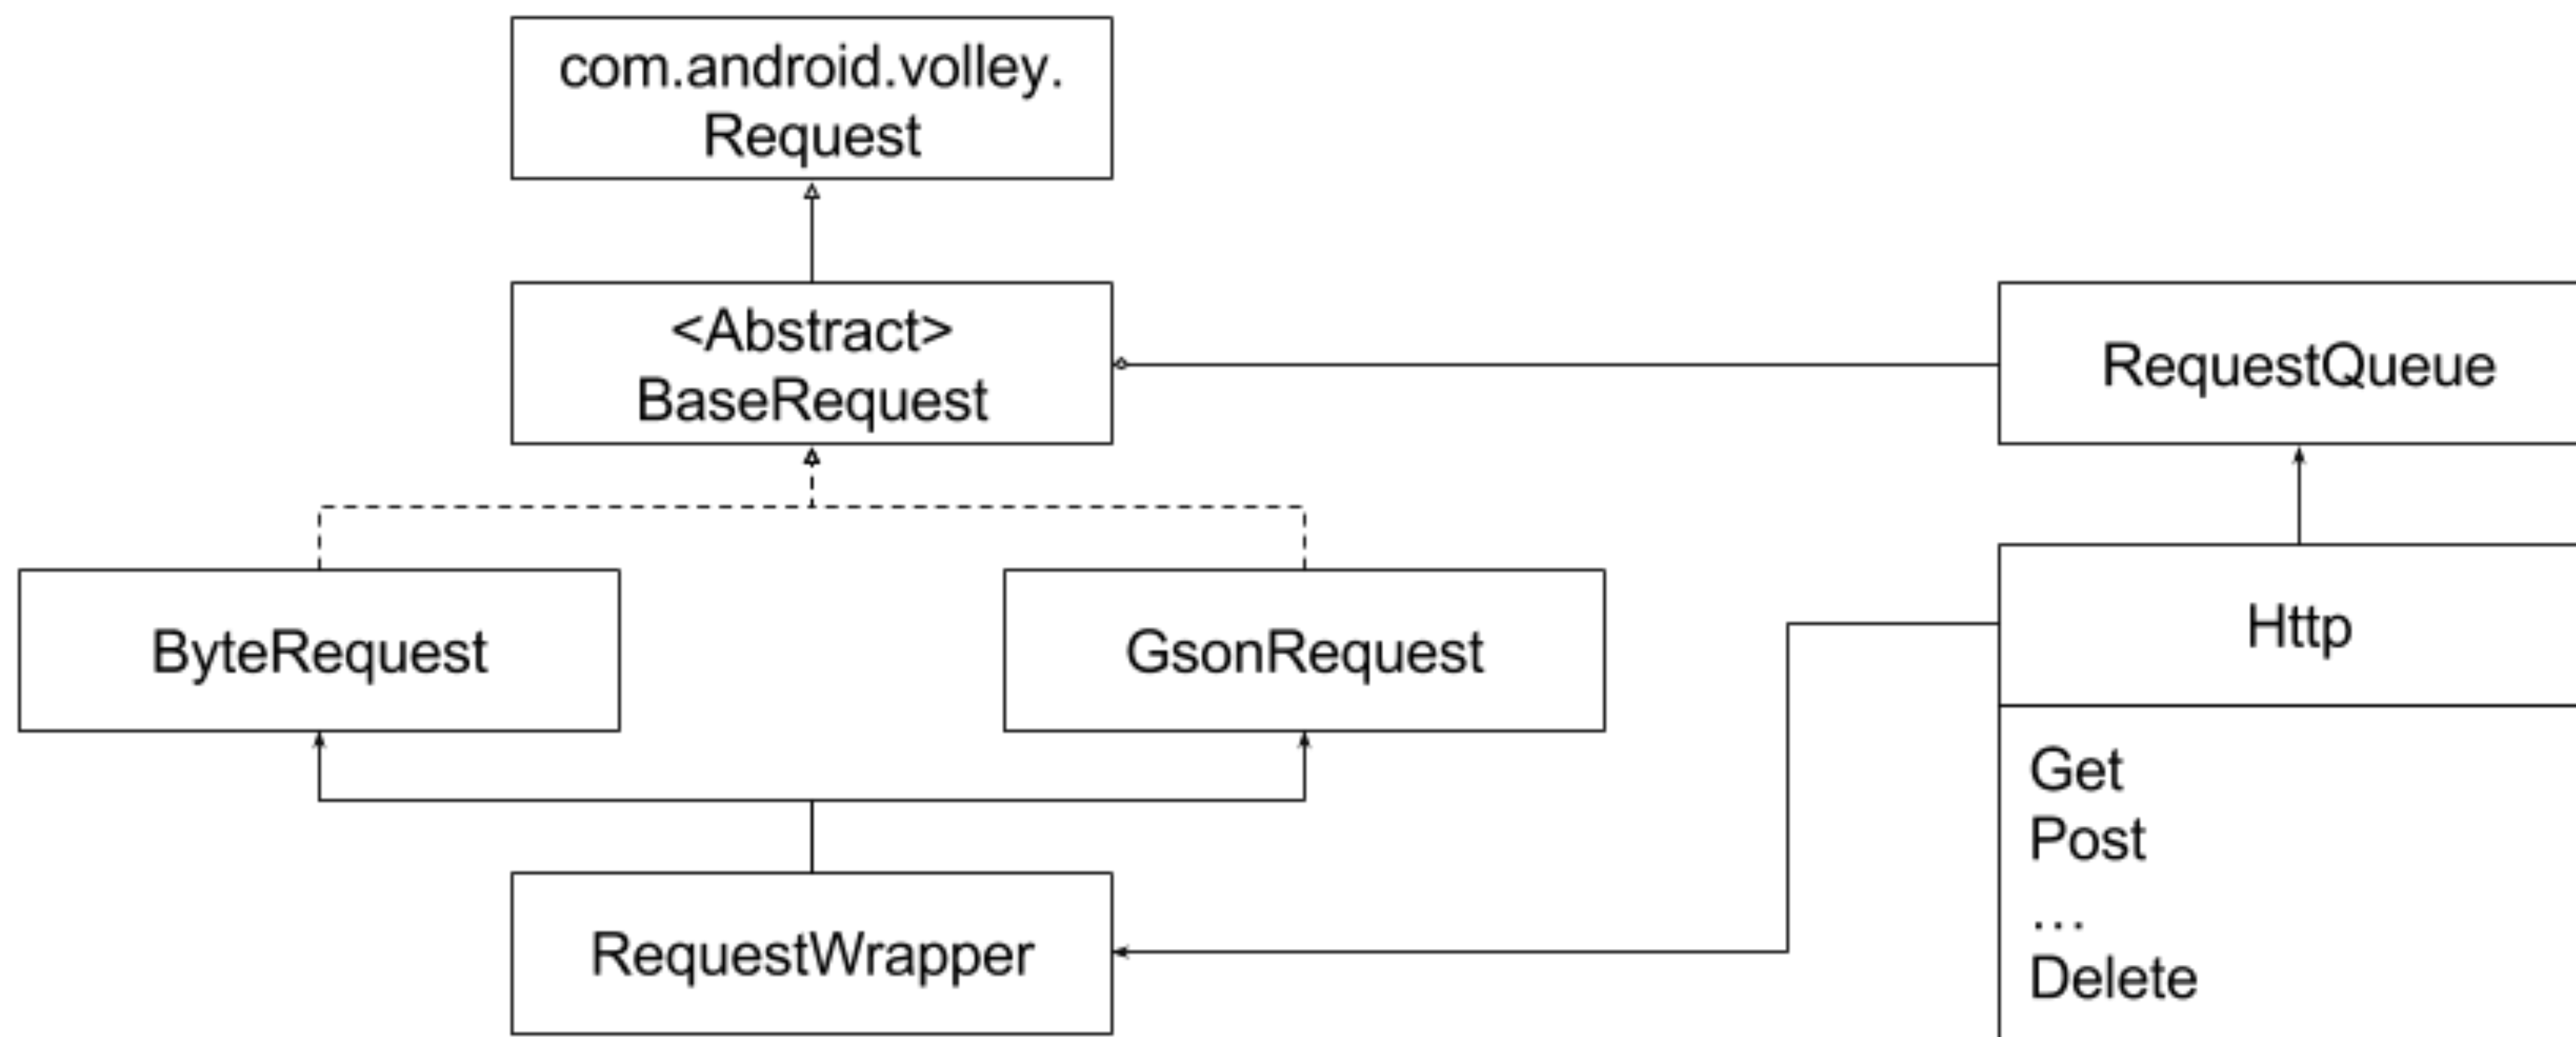 com.android.volley.
Request
<Abstract>
BaseRequest
RequestQueue
ByteRequest
GsonRequest
Http
Get
Post
...
Delete
RequestWrapper